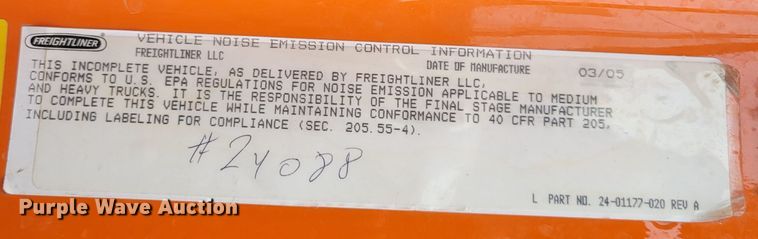 FREIGHTLINER
VEHICLE NOISE EMISSION CONTROL INFORMATION
FREIGHTLINER LLC
DATE OF MANUFACTURE 03/05
THIS INCOMPLETE VEHICLE, AS DELIVERED BY FREIGHTLINER LLC,
CONFORMS TO U.S. EPA REGULATIONS FOR NOISE EMISSION APPLICABLE TO MEDIUM
AND HEAVY TRUCKS. IT IS THE RESPONSIBILITY OF THE FINAL STAGE MANUFACTURER
TO COMPLETE THIS VEHICLE WHILE MAINTAINING CONFORMANCE TO 40 CFR PART 205,
INCLUDING LABELING FOR COMPLIANCE (SEC. 205.55-4).
#24088
L PART NO. 24-01177-020 REV A
Purple Wave Auction